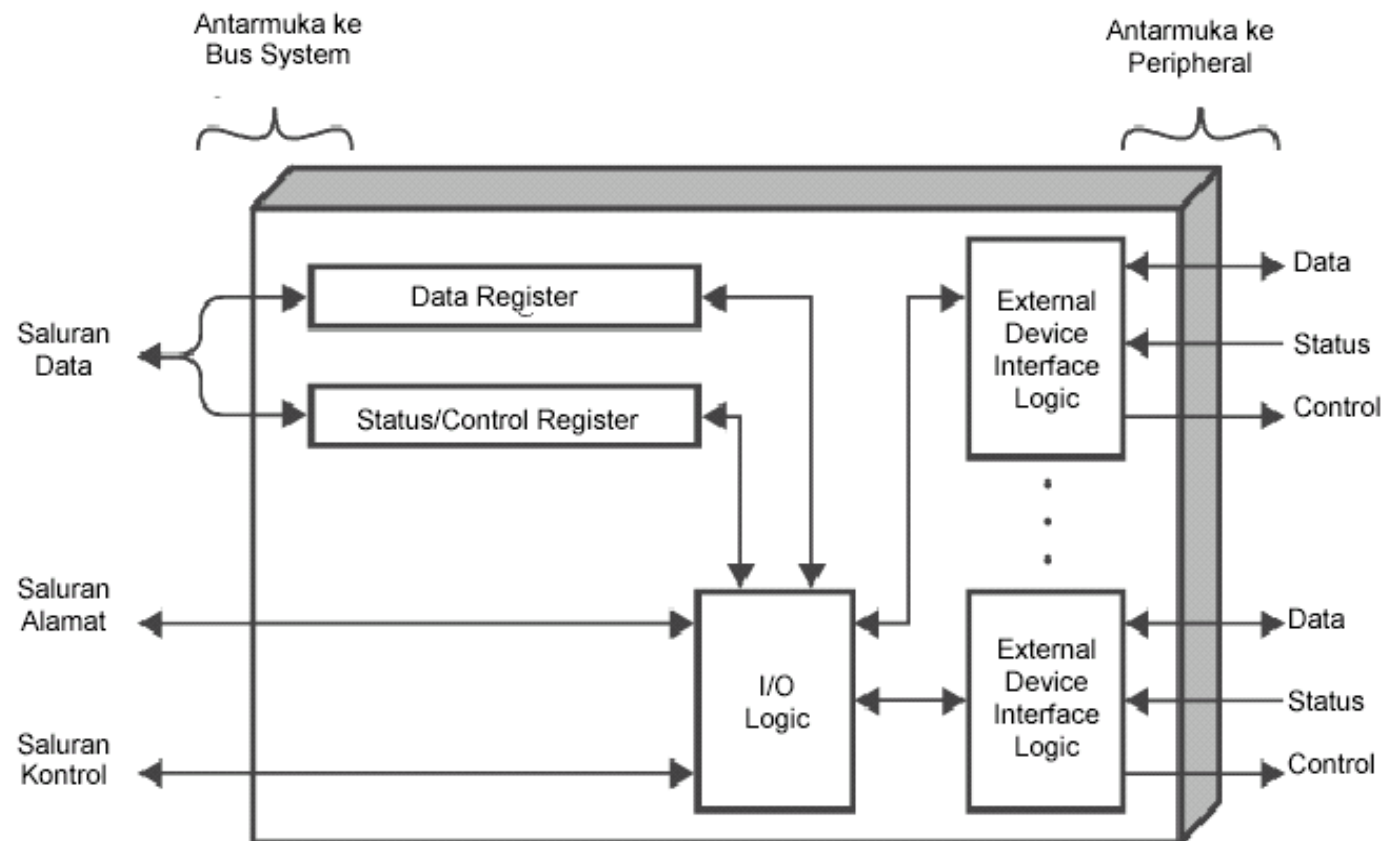 Antarmuka ke
Bus System
Antarmuka ke
Peripheral
Data Register
Status/Control Register
Saluran
Data
Saluran
Alamat
Saluran
Kontrol
I/O
Logic
External
Device
Interface
Logic
Data
Status
Control
External
Device
Interface
Logic
Data
Status
Control